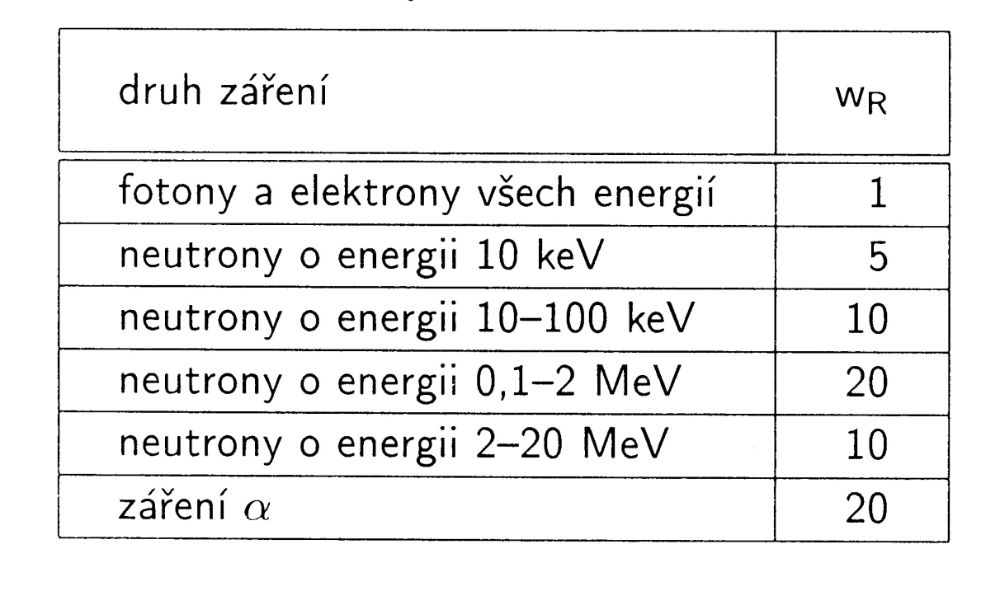 druh záření w_R
fotony a elektrony všech energií 1
neutrony o energii 10 keV 5
neutrony o energii 10–100 keV 10
neutrony o energii 0,1–2 MeV 20
neutrony o energii 2–20 MeV 10
záření α 20